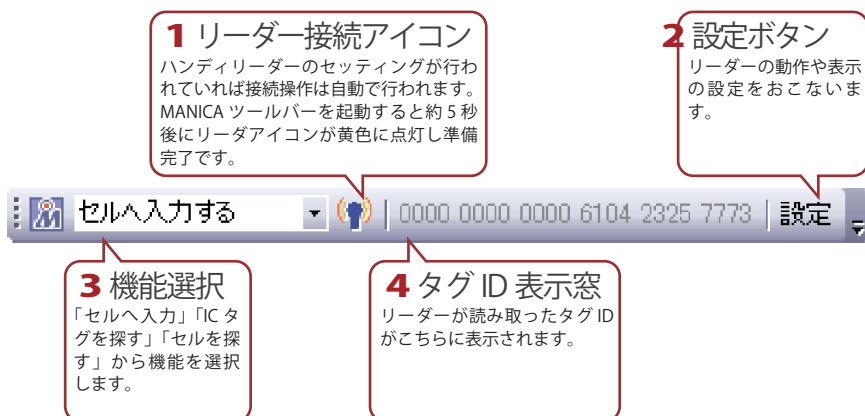 1 リーダー接続アイコン
ハンディリーダーのセッティングが行わ
れていれば接続操作は自動で行われます。
MANICA ツールバーを起動すると約 5 秒
後にリーダアイコンが黄色に点灯し準備
完了です。
2 設定ボタン
リーダーの動作や表示
の設定をおこないま
す。
セルへ入力する 0000 0000 0000 6104 2325 7773 設定
3 機能選択
「セルへ入力」「IC タ
グを探す」「セルを探
す」から機能を選択
します。
4 タグ ID 表示窓
リーダーが読み取ったタグ ID
がこちらに表示されます。